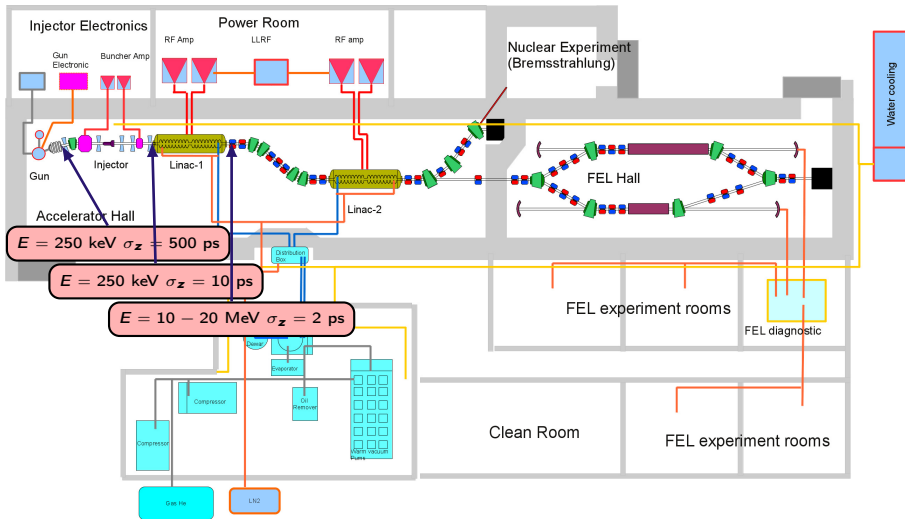 Injector Electronics
Power Room
RF Amp
LLRF
RF amp
Gun
Electronic
Buncher Amp
Nuclear Experiment
(Bremsstrahlung)
Water cooling
Gun
Injector
Linac-1
Linac-2
FEL Hall
Accelerator Hall
E = 250 keV σz = 500 ps
E = 250 keV σz = 10 ps
E = 10 − 20 MeV σz = 2 ps
Distribution
Box
FEL experiment rooms
FEL diagnostic
Dewar
Evaporator
Compressor
Oil
Remover
Compressor
Warm vacuum
Pump
Clean Room
FEL experiment rooms
Gas He
LN2